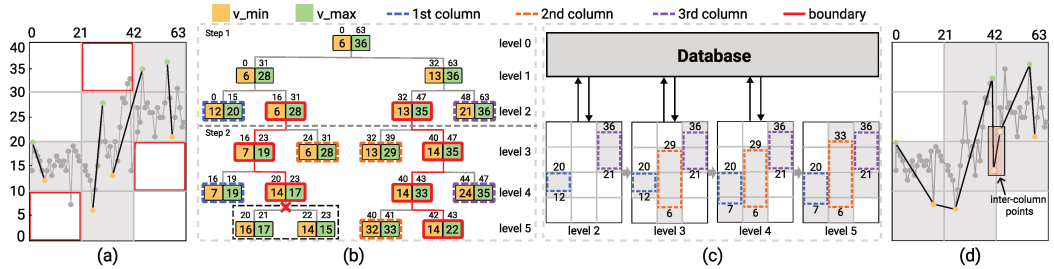 v_min v_max 1st column 2nd column 3rd column boundary
0 21 42 63
40
35
30
25
20
15
10
5
0
(a)
Step 1
0 63
6 36
level 0
0 31 32 63
6 28 13 36
level 1
0 15 16 31 32 47 48 63
12 20 6 28 13 35 21 36
level 2
Step 2
16 23 24 31 32 39 40 47
7 19 6 28 13 29 14 35
level 3
16 19 20 23 40 43 44 47
7 19 14 17 14 33 24 35
level 4
20 21 22 23 40 41 42 43
16 17 14 15 32 33 14 22
level 5
(b)
Database
36
20
21
12
level 2
36
29
20
21
12
6
level 3
36
29
20
21
7
6
level 4
36
33
20
21
7
6
level 5
(c)
0 21 42 63
inter-column
points
(d)